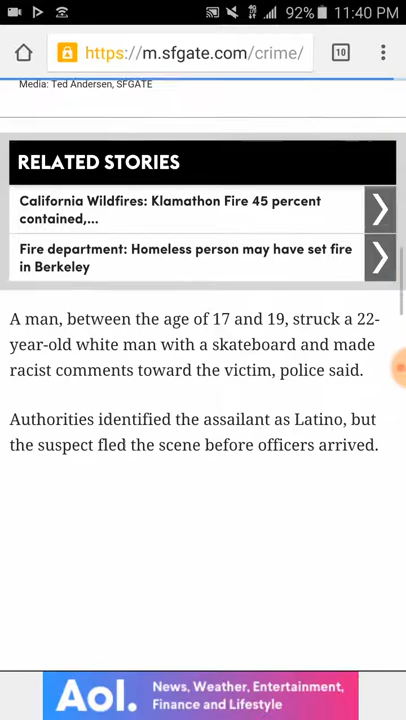 92% 11:40 PM
https://m.sfgate.com/crime/
10
Media: Ted Andersen, SFGATE
RELATED STORIES
California Wildfires: Klamathon Fire 45 percent
contained,...
Fire department: Homeless person may have set fire
in Berkeley
A man, between the age of 17 and 19, struck a 22-
year-old white man with a skateboard and made
racist comments toward the victim, police said.
Authorities identified the assailant as Latino, but
the suspect fled the scene before officers arrived.
Aol.
News, Weather, Entertainment,
Finance and Lifestyle